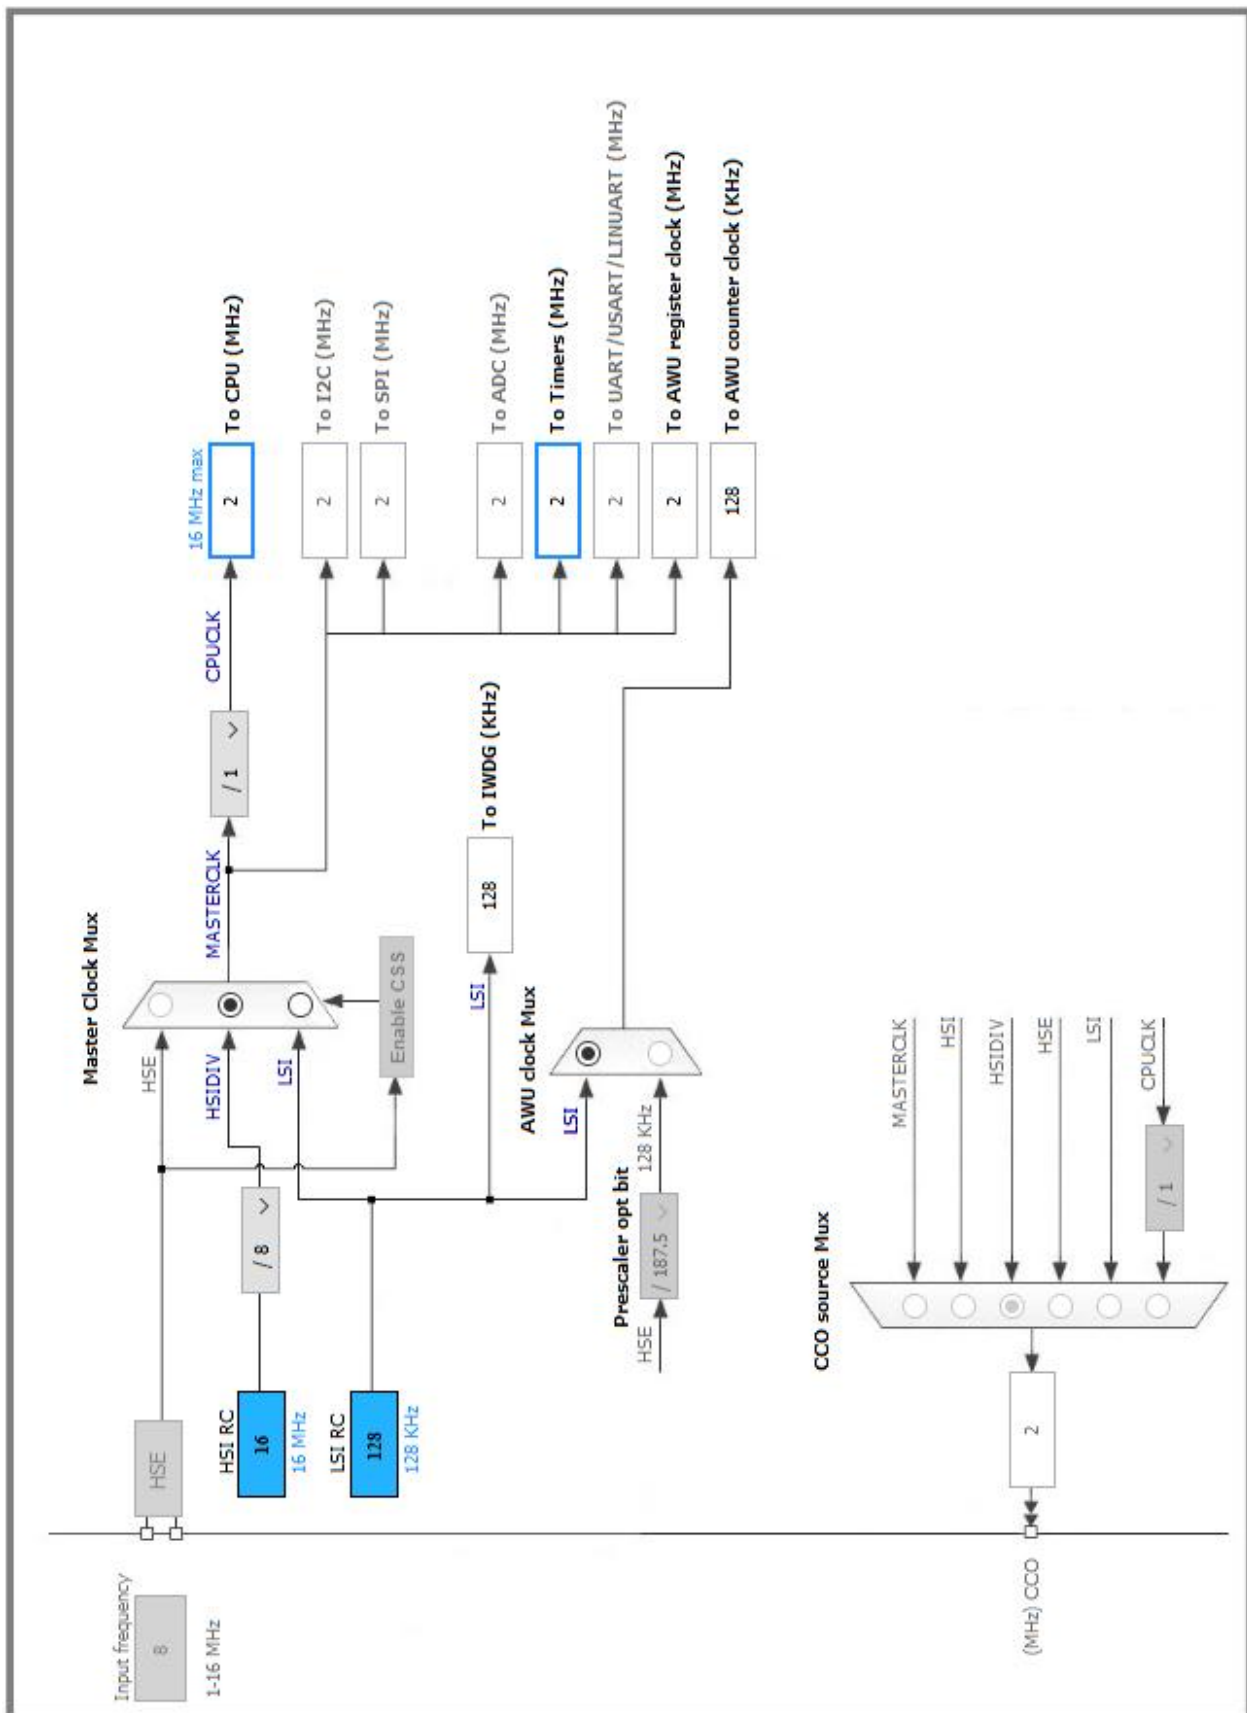 Input frequency
8
1-16 MHz
HSE
HSI RC
16
16 MHz
LSI RC
128
128 KHz
/ 8
HSE
HSIDIV
LSI
Master Clock Mux
Enable CSS
MASTERCLK
/ 1
CPUCLK
16 MHz max
2
To CPU (MHz)
2
To I2C (MHz)
2
To SPI (MHz)
2
To ADC (MHz)
2
To Timers (MHz)
2
To UART/USART/LINUART (MHz)
2
To AWU register clock (MHz)
128
To AWU counter clock (KHz)
LSI
128
To IWDG (KHz)
AWU clock Mux
LSI
Prescaler opt bit
HSE
/ 187.5
128 KHz
CCO source Mux
MASTERCLK
HSI
HSIDIV
HSE
LSI
CPUCLK
/ 1
2
(MHz) CCO